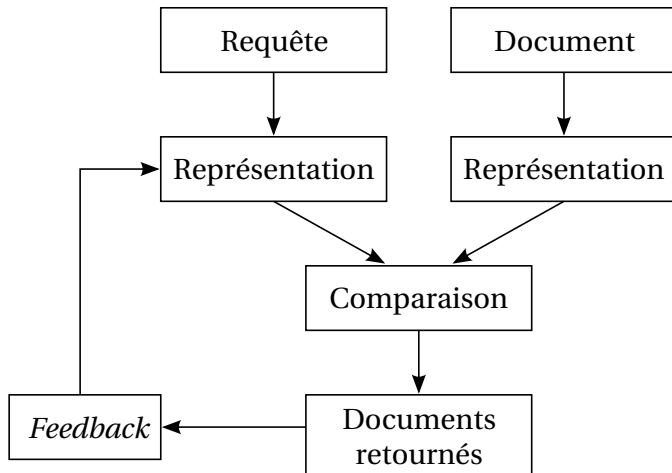 Requête
Document
Représentation
Représentation
Comparaison
Feedback
Documents
retournés